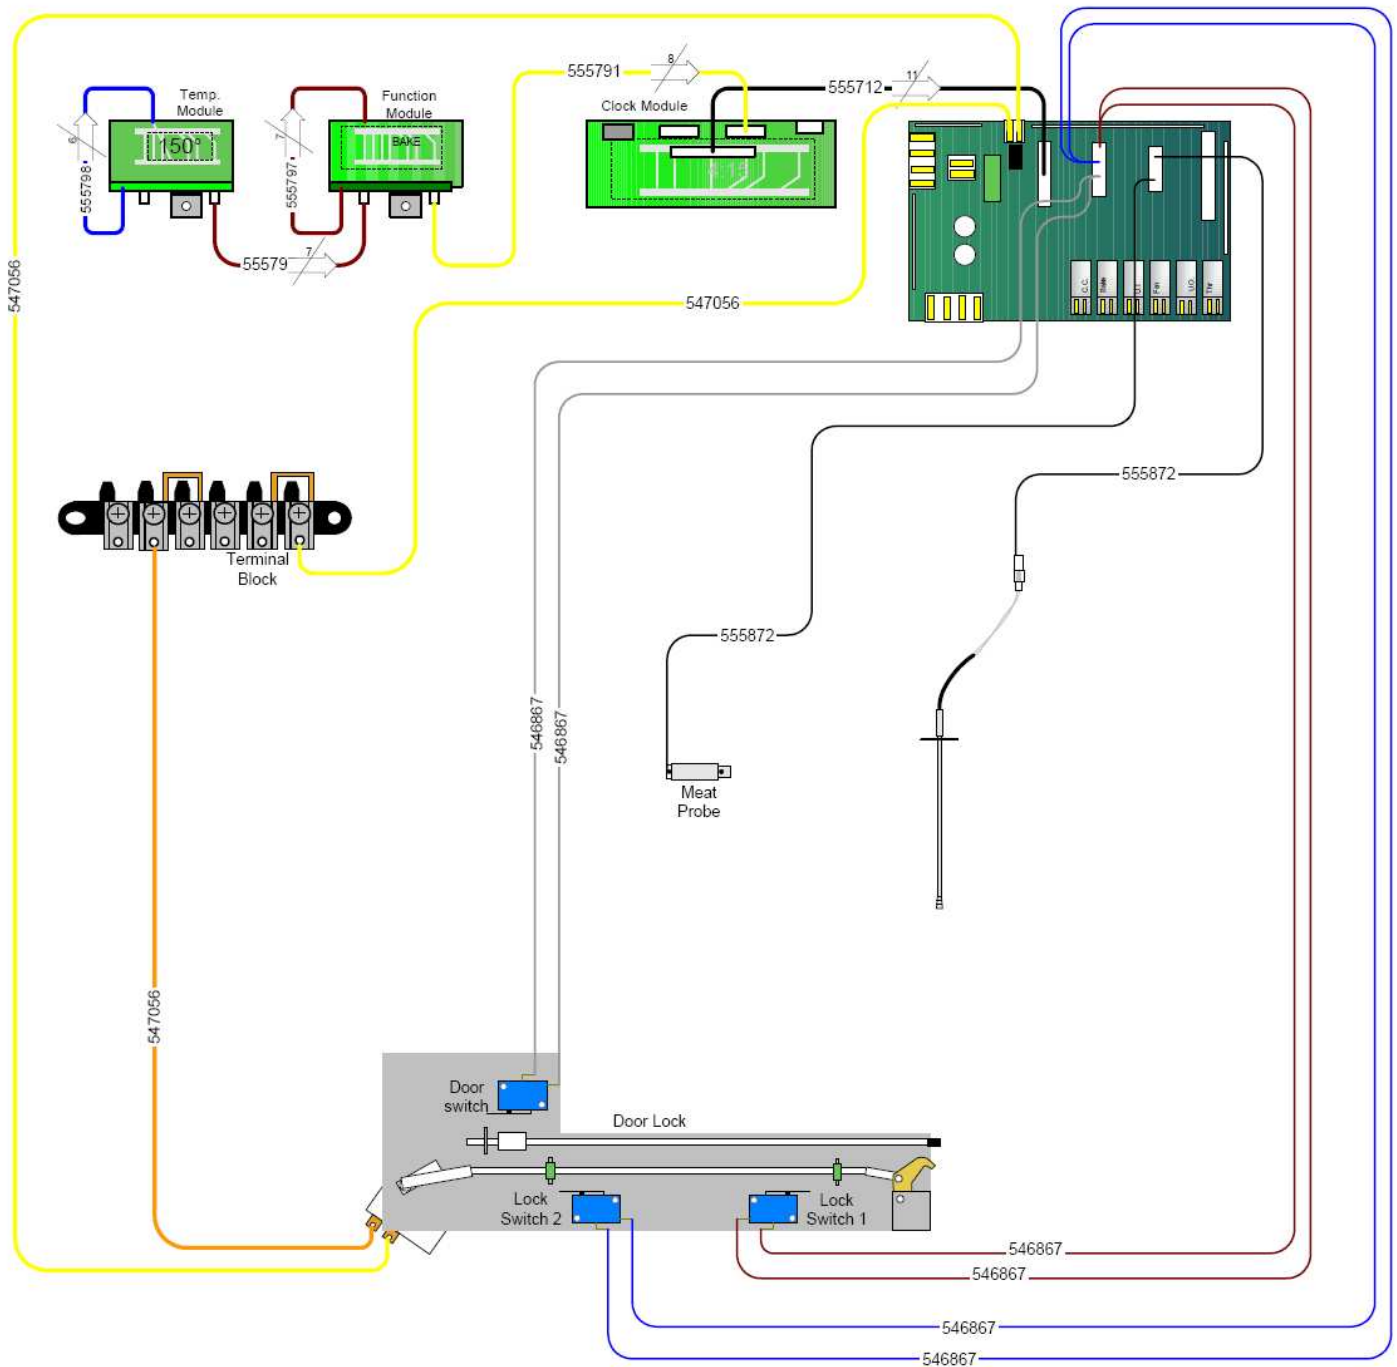 Temp.
Module
150°
6
555798
Function
Module
BAKE
7
555797
55579
7
555791
8
Clock Module
555712
11
C.C.
Bake
U.I
Fan
U.O.
Thr
547056
547056
555872
Terminal
Block
555872
546867
546867
Meat
Probe
547056
Door
switch
Door Lock
Lock
Switch 2
Lock
Switch 1
546867
546867
546867
546867